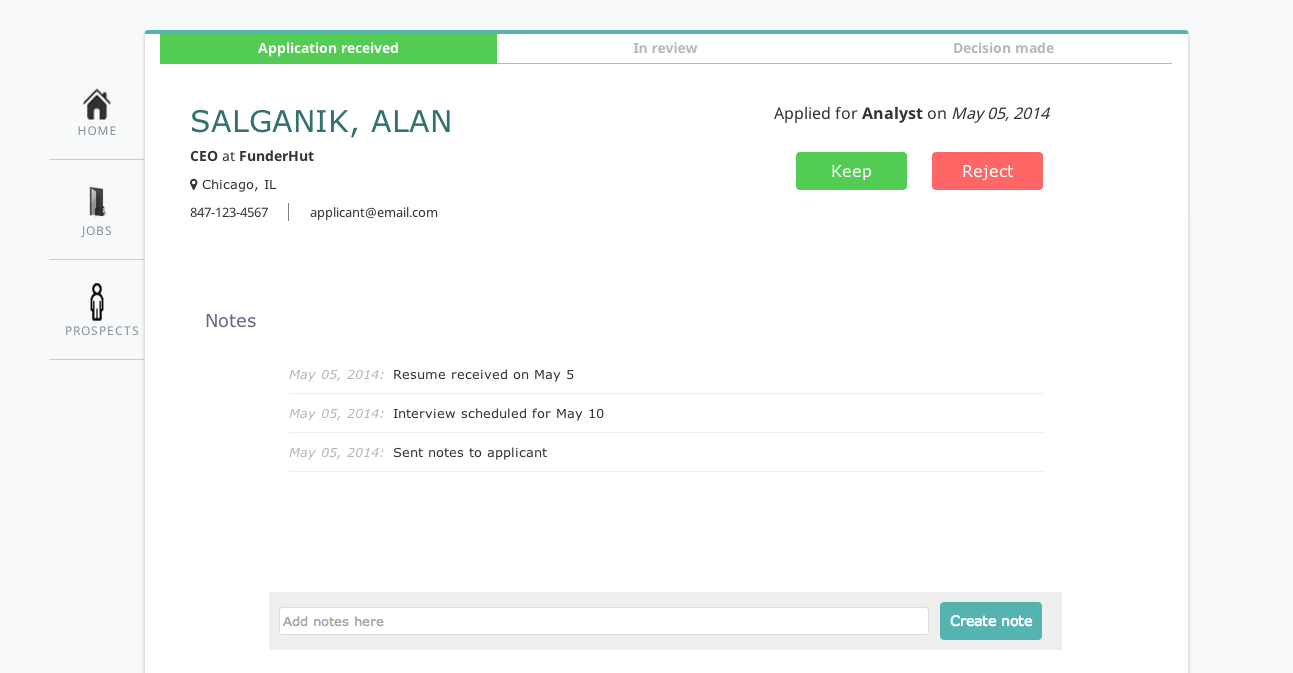 Application received In review Decision made
HOME
JOBS
PROSPECTS
SALGANIK, ALAN
CEO at FunderHut
Chicago, IL
847-123-4567 applicant@email.com
Applied for Analyst on May 05, 2014
Keep Reject
Notes
May 05, 2014: Resume received on May 5
May 05, 2014: Interview scheduled for May 10
May 05, 2014: Sent notes to applicant
Add notes here Create note